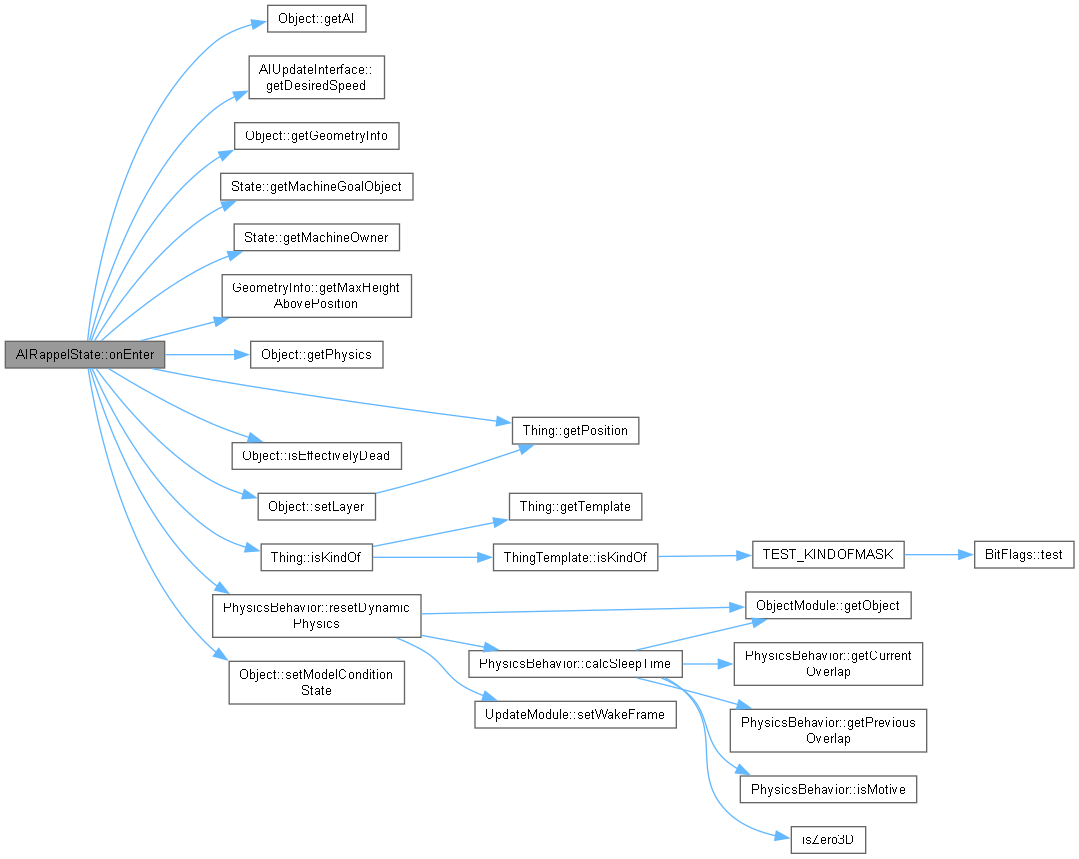 Object::getAI
AIUpdateInterface::
getDesiredSpeed
Object::getGeometryInfo
State::getMachineGoalObject
State::getMachineOwner
GeometryInfo::getMaxHeight
AbovePosition
AIRappelState::onEnter
Object::getPhysics
Thing::getPosition
Object::isEffectivelyDead
Object::setLayer
Thing::getTemplate
Thing::isKindOf
ThingTemplate::isKindOf
TEST_KINDOFMASK
BitFlags::test
PhysicsBehavior::resetDynamic
Physics
ObjectModule::getObject
PhysicsBehavior::calcSleepTime
PhysicsBehavior::getCurrent
Overlap
Object::setModelCondition
State
UpdateModule::setWakeFrame
PhysicsBehavior::getPrevious
Overlap
PhysicsBehavior::isMotive
isZero3D